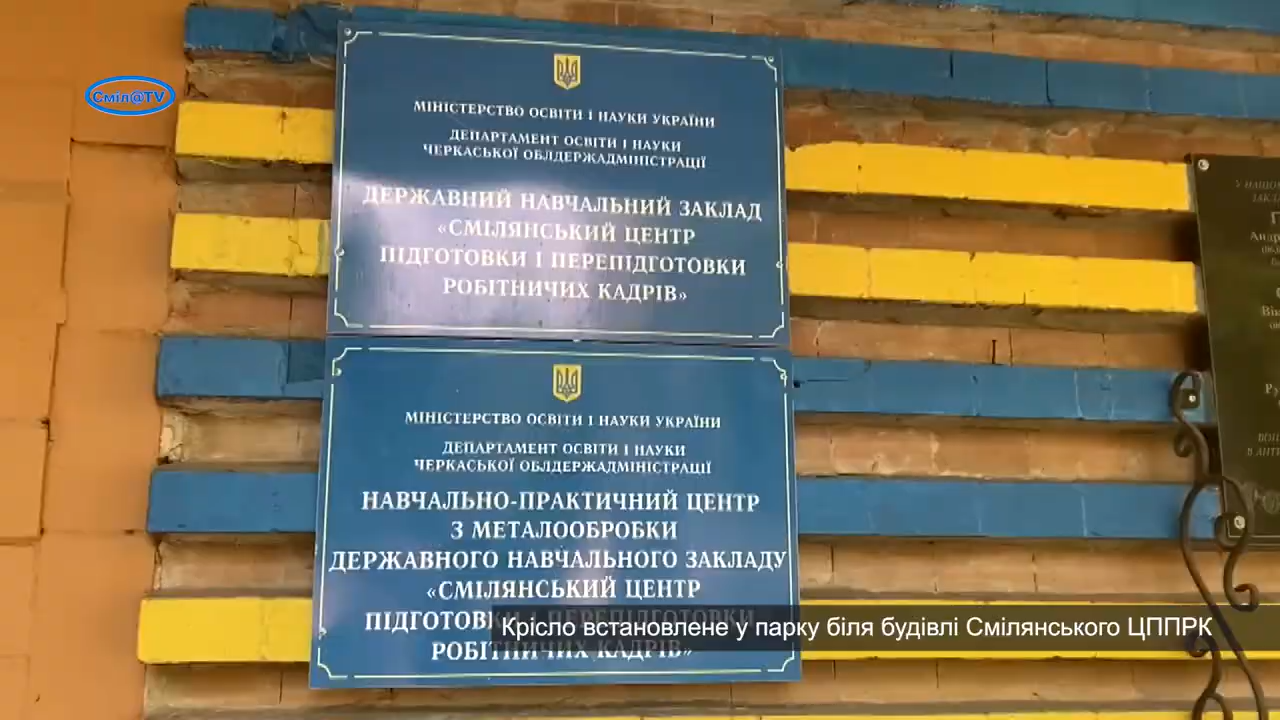 Сміл@TV
МІНІСТЕРСТВО ОСВІТИ І НАУКИ УКРАЇНИ
ДЕПАРТАМЕНТ ОСВІТИ І НАУКИ
ЧЕРКАСЬКОЇ ОБЛДЕРЖАДМІНІСТРАЦІЇ
ДЕРЖАВНИЙ НАВЧАЛЬНИЙ ЗАКЛАД
«СМІЛЯНСЬКИЙ ЦЕНТР
ПІДГОТОВКИ І ПЕРЕПІДГОТОВКИ
РОБІТНИЧИХ КАДРІВ»
МІНІСТЕРСТВО ОСВІТИ І НАУКИ УКРАЇНИ
ДЕПАРТАМЕНТ ОСВІТИ І НАУКИ
ЧЕРКАСЬКОЇ ОБЛДЕРЖАДМІНІСТРАЦІЇ
НАВЧАЛЬНО-ПРАКТИЧНИЙ ЦЕНТР
З МЕТАЛООБРОБКИ
ДЕРЖАВНОГО НАВЧАЛЬНОГО ЗАКЛАДУ
«СМІЛЯНСЬКИЙ ЦЕНТР
ПІДГОТОВКИ І ПЕРЕПІДГОТОВКИ
РОБІТНИЧИХ КАДРІВ»
Крісло встановлене у парку біля будівлі Смілянського ЦППРК